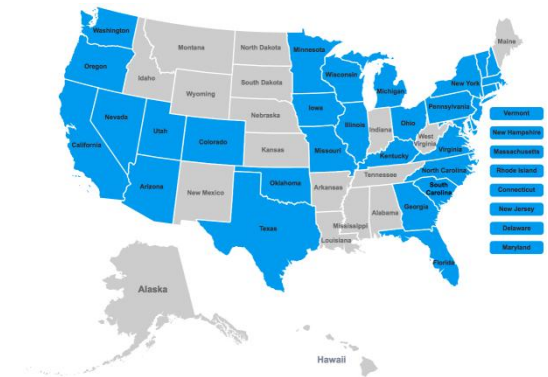 Washington
Montana
North Dakota
Minnesota
Maine
Oregon
Idaho
South Dakota
Wisconsin
Michigan
New York
Wyoming
Nebraska
Iowa
Pennsylvania
Nevada
Utah
Colorado
Kansas
Missouri
Illinois
Indiana
Ohio
West
Virginia
Virginia
Kentucky
California
Arizona
New Mexico
Oklahoma
Arkansas
Tennassee
North Carolina
South
Carolina
Texas
Louisiana
Mississippi
Alabama
Georgia
Florida
Vermont
New Hampshire
Massachusetts
Rhode Island
Connecticut
New Jersey
Delaware
Maryland
Alaska
Hawaii